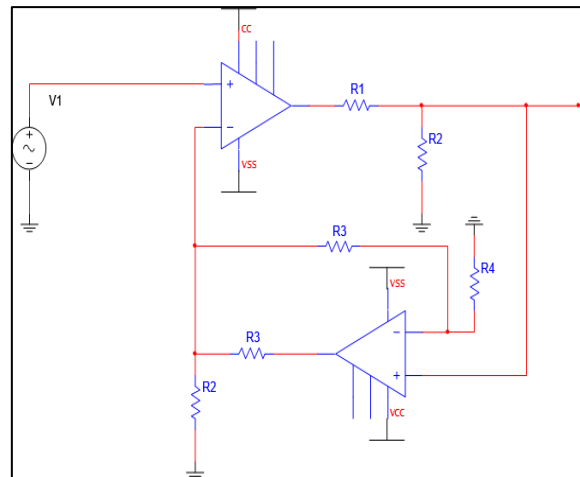 CC
R1
V1
+
−
+
−
R2
VSS
R3
R4
VSS
R3
−
+
R2
VCC